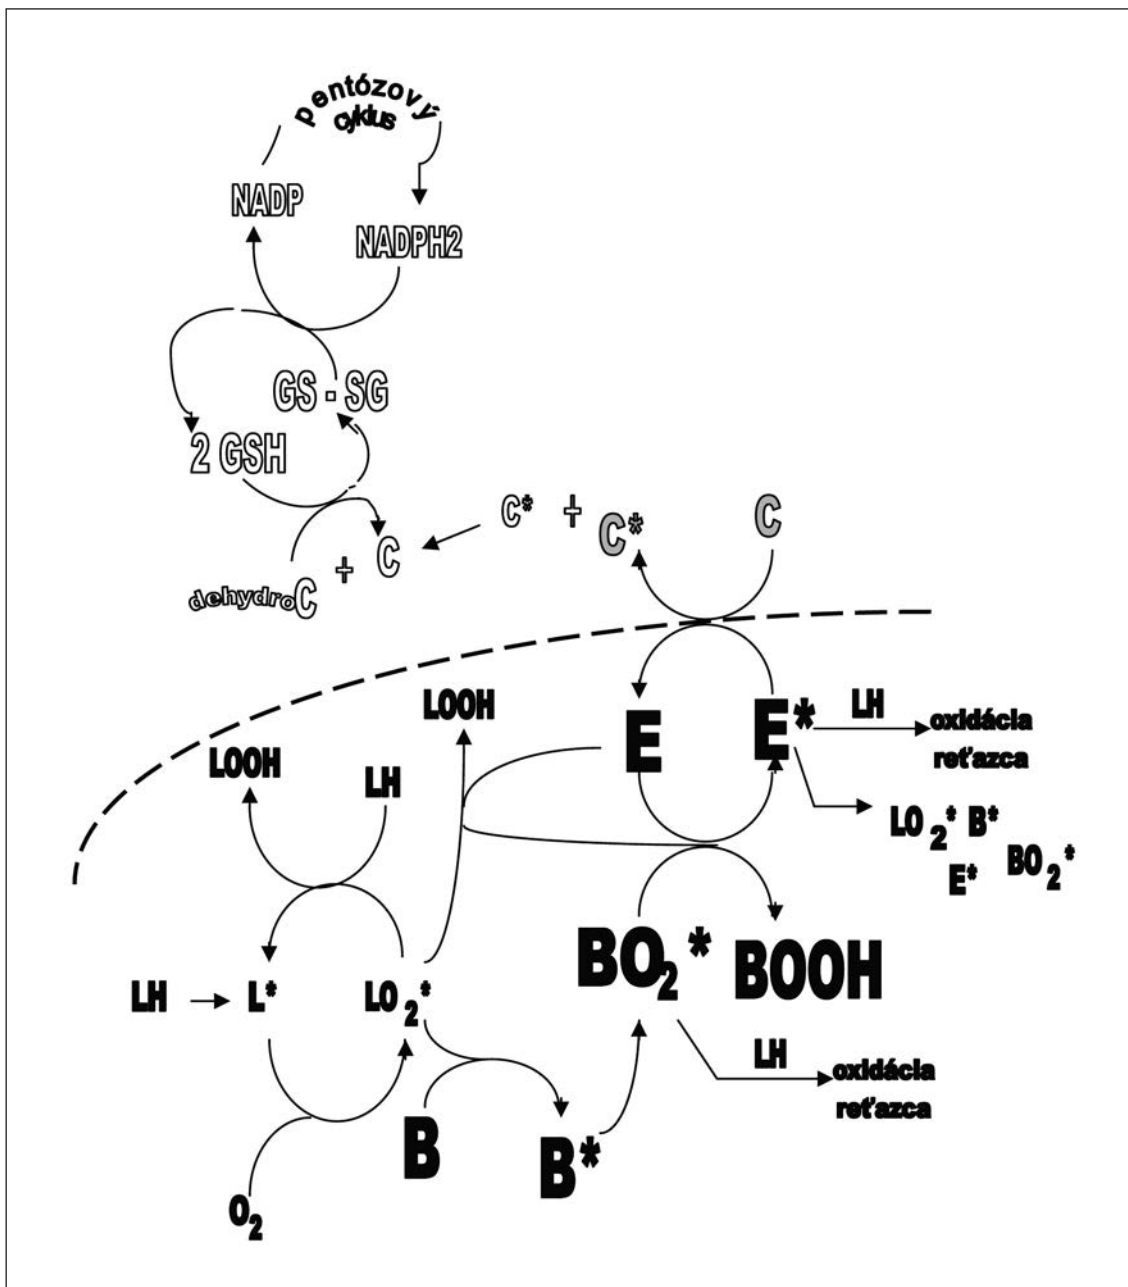 pentózový
cyklus
NADP
NADPH2
GS - SG
2 GSH
C* + C* C
dehydroC + C
LOOH
E E* LH oxidácia
reťazca
LOOH LH
LO2* B*
E* BO2*
BO2* BOOH
LH L* LO2*
LH oxidácia
reťazca
B B*
O2